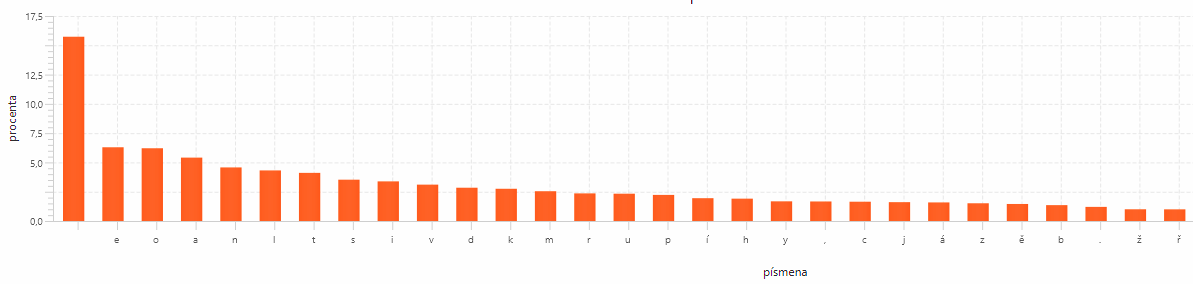 17,5
12,5
10,0
7,5
5,0
0,0
procenta
e o a n l t s i v d k m r u p í h y , c j á z ě b . ž ř
písmena